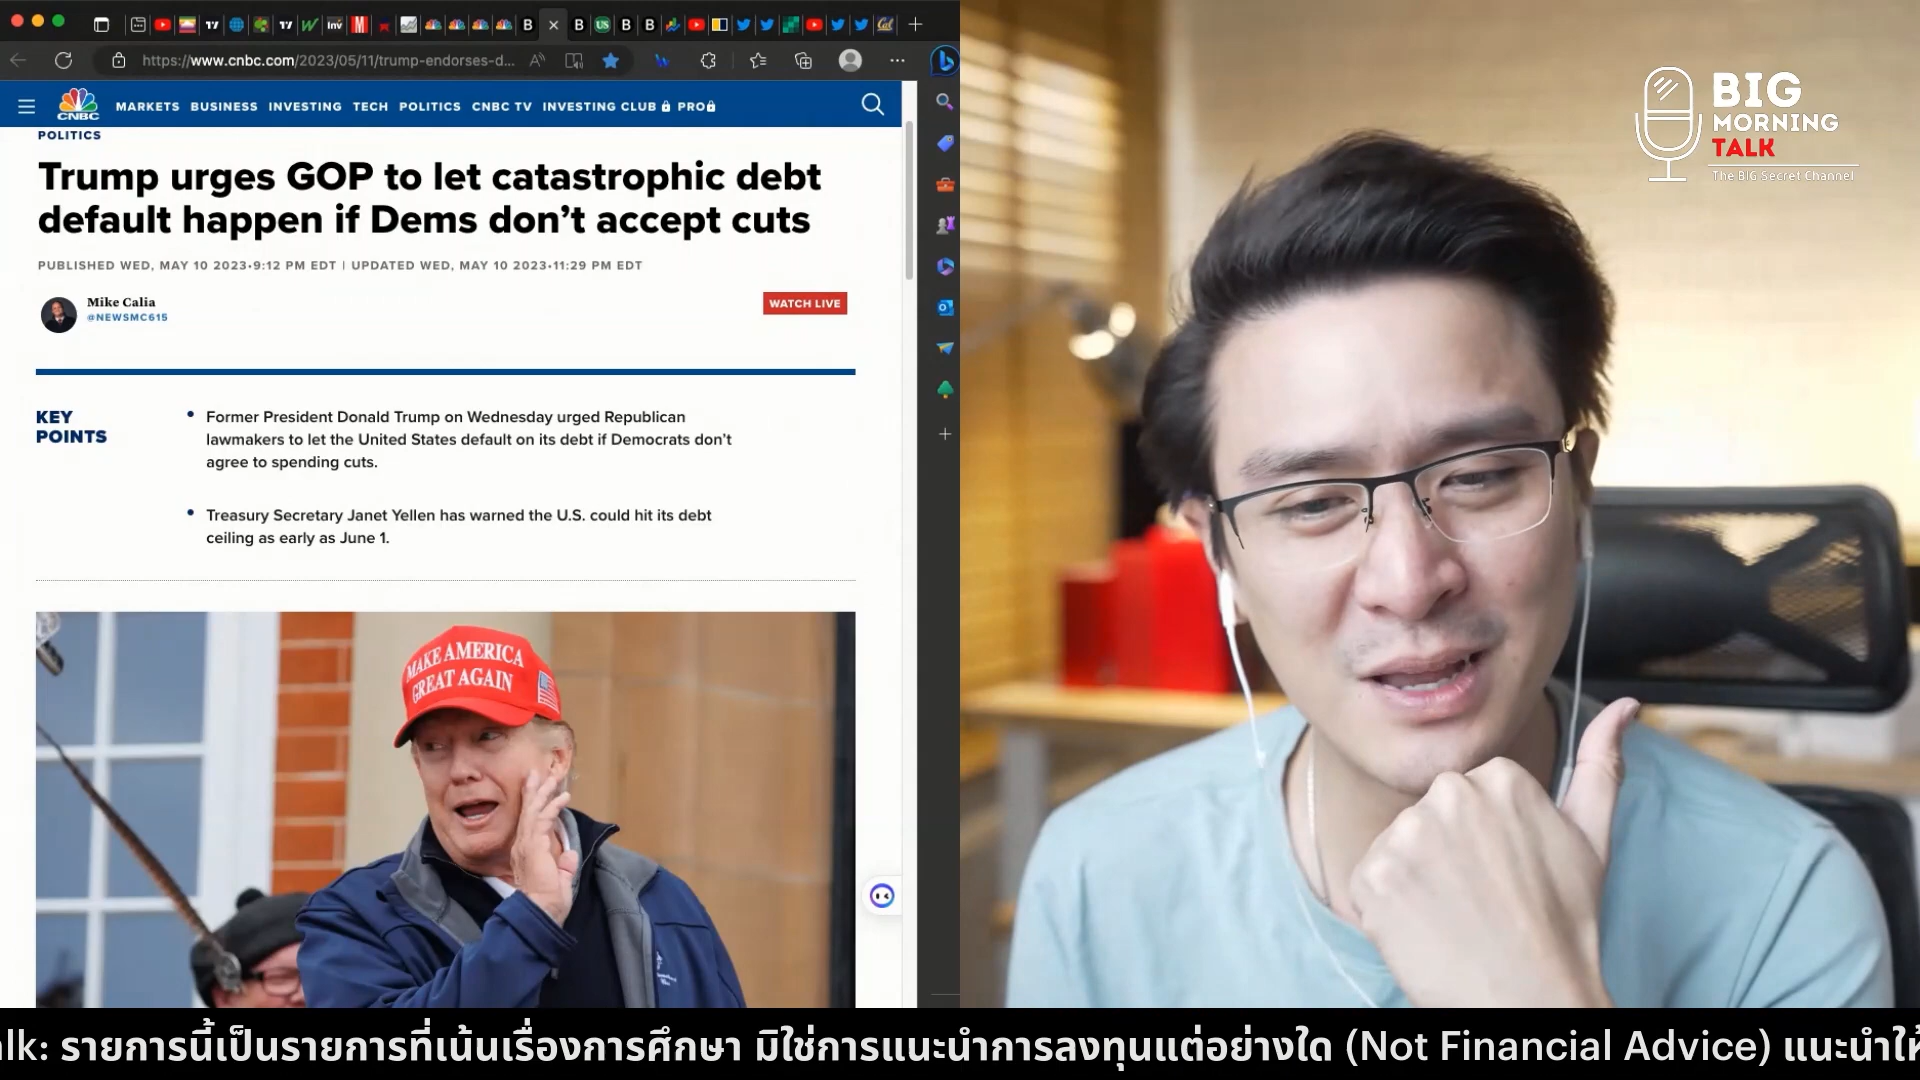 https://www.cnbc.com/2023/05/11/trump-endorses-d...
CNBC
MARKETS BUSINESS INVESTING TECH POLITICS CNBC TV INVESTING CLUB PRO
POLITICS
Trump urges GOP to let catastrophic debt
default happen if Dems don’t accept cuts
PUBLISHED WED, MAY 10 2023•9:12 PM EDT | UPDATED WED, MAY 10 2023•11:29 PM EDT
Mike Calia
@NEWSMC615
WATCH LIVE
KEY
POINTS
Former President Donald Trump on Wednesday urged Republican
lawmakers to let the United States default on its debt if Democrats don’t
agree to spending cuts.
Treasury Secretary Janet Yellen has warned the U.S. could hit its debt
ceiling as early as June 1.
MAKE AMERICA
GREAT AGAIN
BIG
MORNING
TALK
The BIG Secret Channel
alk: รายการนี้เป็นรายการที่เน้นเรื่องการศึกษา มิใช่การแนะนำการลงทุนแต่อย่างใด (Not Financial Advice) แนะนำให้